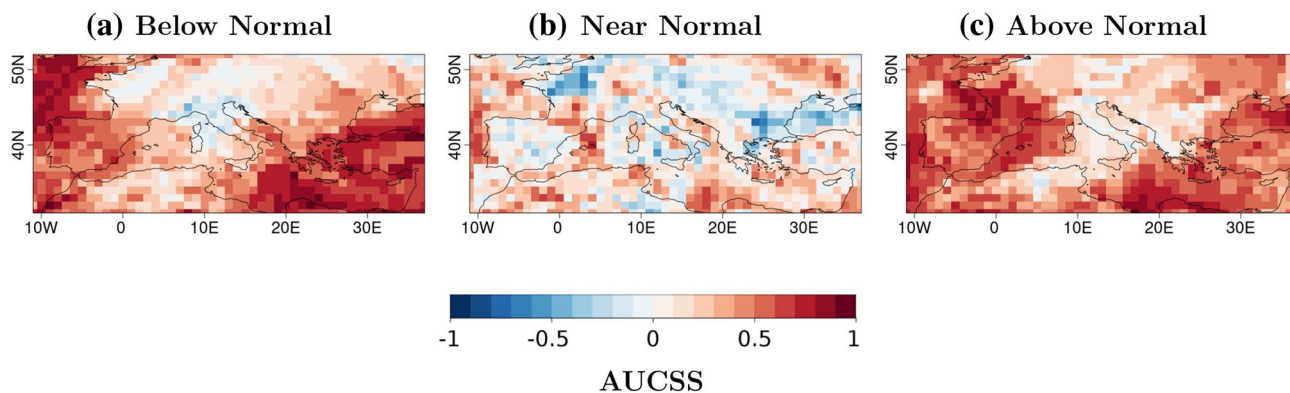 (a) Below Normal
(b) Near Normal
(c) Above Normal
50N
40N
10W 0 10E 20E 30E
50N
40N
10W 0 10E 20E 30E
50N
40N
10W 0 10E 20E 30E
-1 -0.5 0 0.5 1
AUCSS